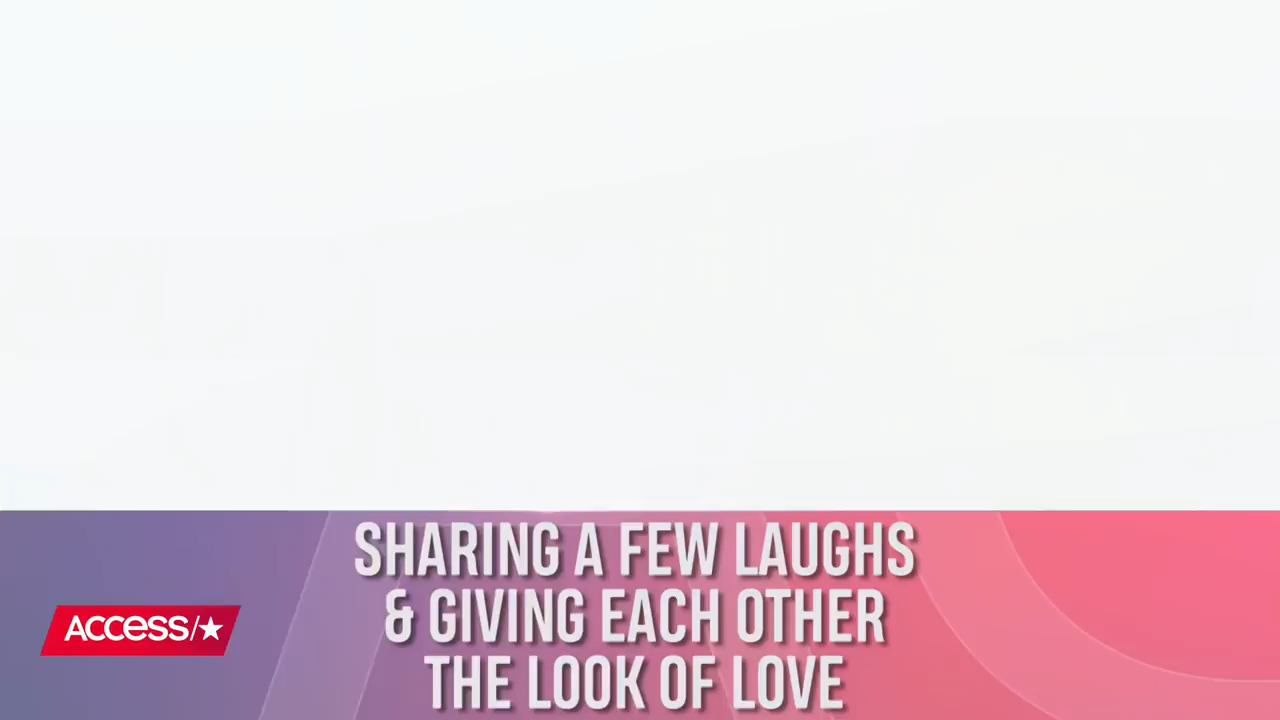 SHARING A FEW LAUGHS
& GIVING EACH OTHER
THE LOOK OF LOVE
ACCESS/